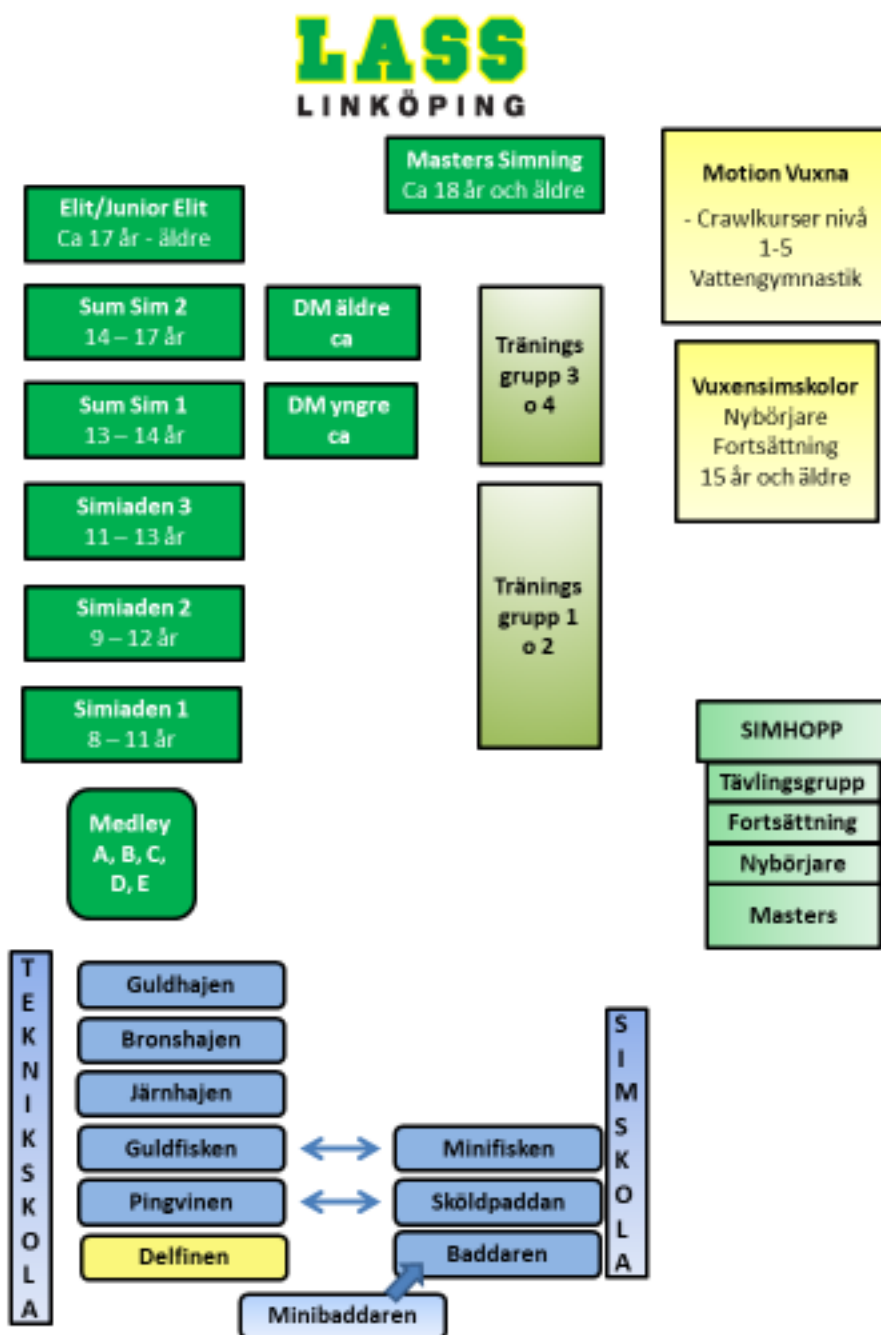 LASS
LINKÖPING
Masters Simning
Ca 18 år och äldre
Motion Vuxna
- Crawlkurser nivå
1-5
Vattengymnastik
Elit/Junior Elit
Ca 17 år - äldre
Sum Sim 2
14 – 17 år
DM äldre
ca
Tränings
grupp 3
o 4
Vuxensimskolor
Nybörjare
Fortsättning
15 år och äldre
Sum Sim 1
13 – 14 år
DM yngre
ca
Simiaden 3
11 – 13 år
Tränings
grupp 1
o 2
Simiaden 2
9 – 12 år
Simiaden 1
8 – 11 år
SIMHOPP
Tävlingsgrupp
Fortsättning
Nybörjare
Masters
Medley
A, B, C,
D, E
TEKNIKSKOLA
Guldhajen
Bronshajen
Järnhajen
Guldfisken
Pingvinen
Delfinen
SIMSKOLA
Minifisken
Sköldpaddan
Baddaren
Minibaddaren